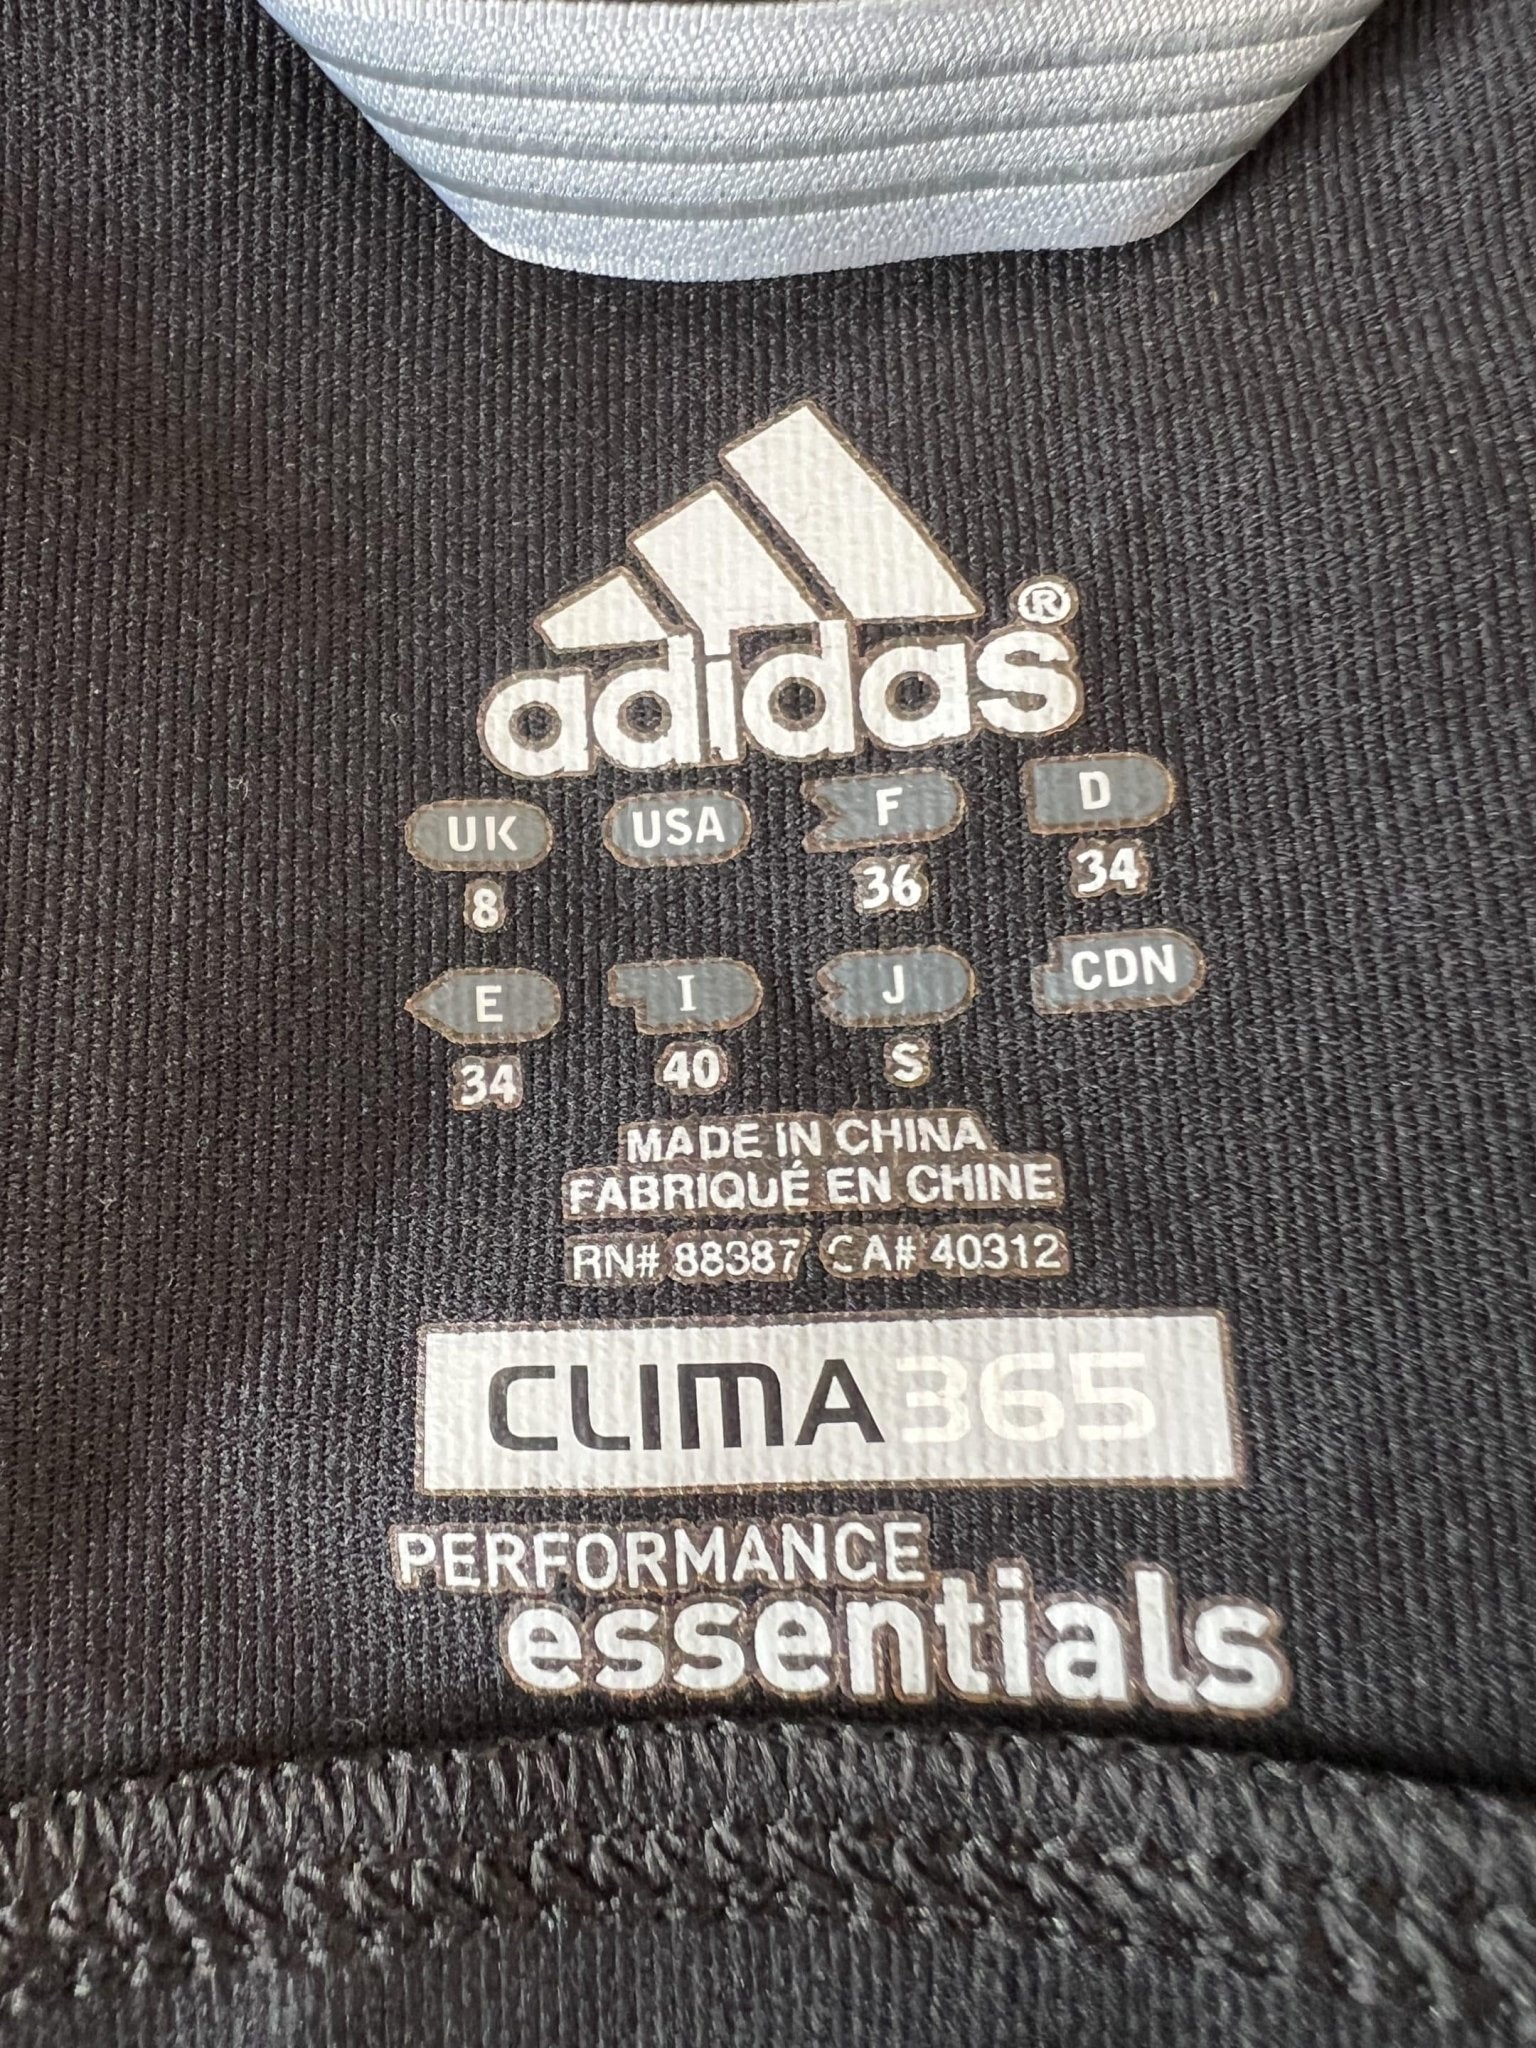 adidas®
UK USA F D
8 36 34
E I J CDN
34 40 S
MADE IN CHINA
FABRIQUÉ EN CHINE
RN# 88387 CA# 40312
CLIMA365
PERFORMANCE
essentials